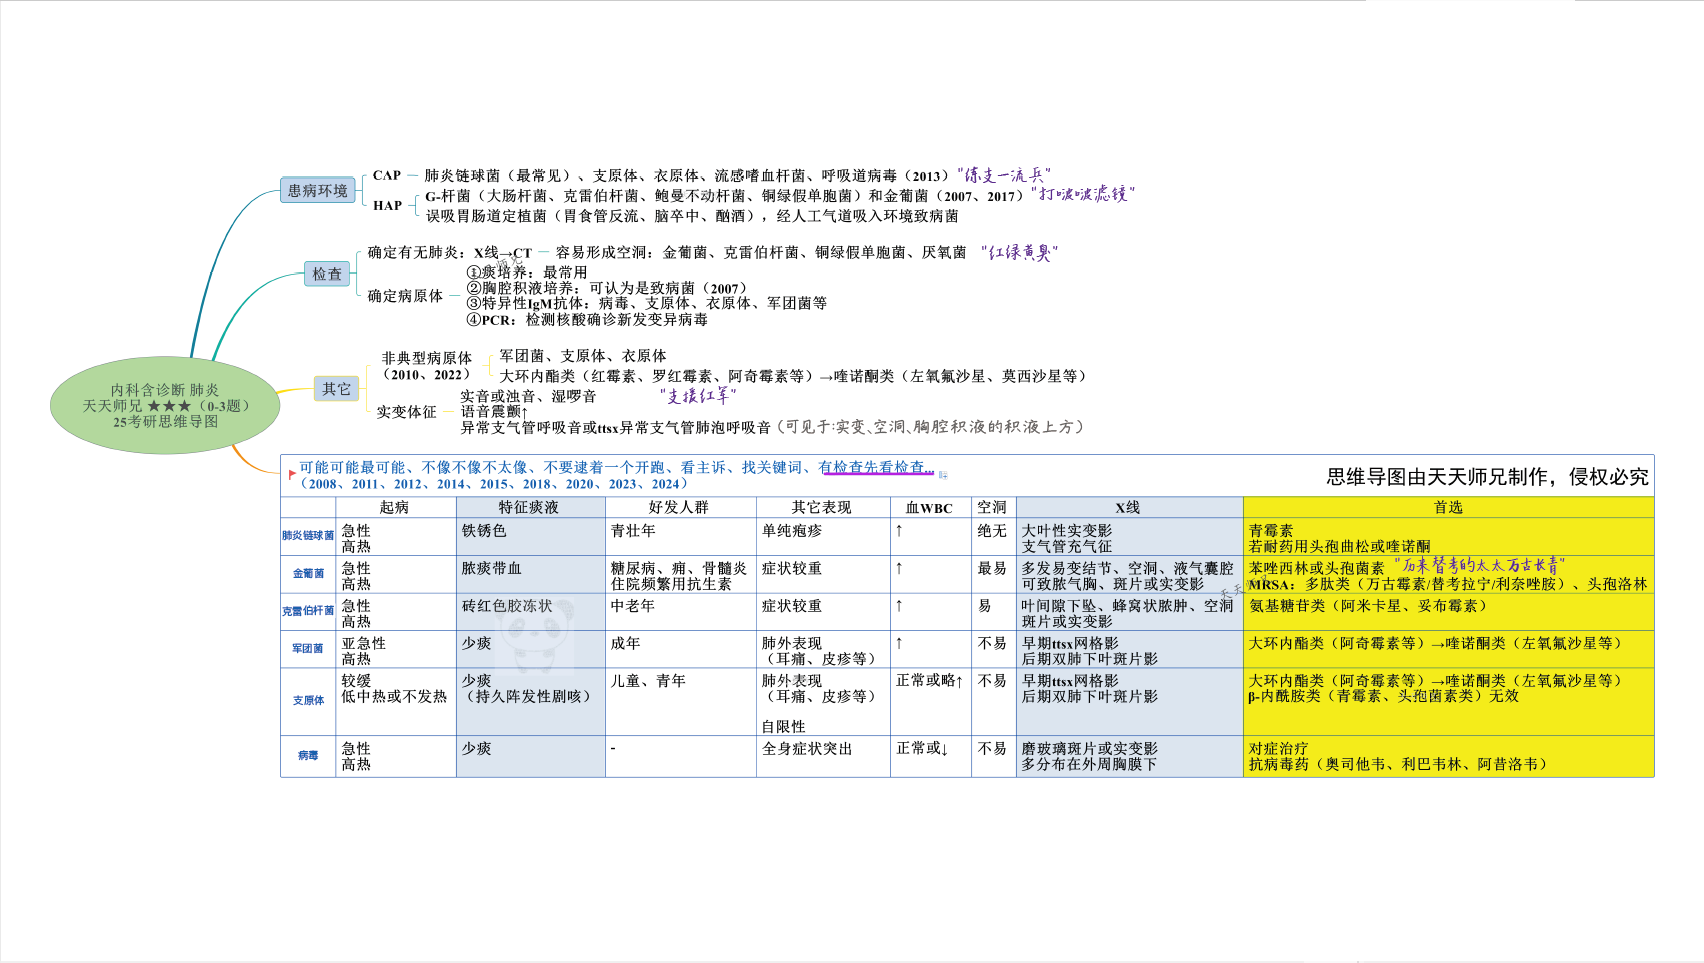 内科含诊断 肺炎
天天师兄 ★★★（0-3题）
25考研思维导图
患病环境
CAP
肺炎链球菌（最常见）、支原体、衣原体、流感嗜血杆菌、呼吸道病毒（2013）
"练支一流兵"
HAP
G-杆菌（大肠杆菌、克雷伯杆菌、鲍曼不动杆菌、铜绿假单胞菌）和金葡菌（2007、2017）
"打啵啵滤镜"
误吸胃肠道定植菌（胃食管反流、脑卒中、酗酒），经人工气道吸入环境致病菌
检查
确定有无肺炎：X线→CT
容易形成空洞：金葡菌、克雷伯杆菌、铜绿假单胞菌、厌氧菌
"红绿黄臭"
确定病原体
①痰培养：最常用
②胸腔积液培养：可认为是致病菌（2007）
③特异性IgM抗体：病毒、支原体、衣原体、军团菌等
④PCR：检测核酸确诊新发变异病毒
其它
非典型病原体
（2010、2022）
军团菌、支原体、衣原体
大环内酯类（红霉素、罗红霉素、阿奇霉素等）→喹诺酮类（左氧氟沙星、莫西沙星等）
"支援红军"
实变体征
实音或浊音、湿啰音
语音震颤↑
异常支气管呼吸音或ttsx异常支气管肺泡呼吸音（可见于:实变、空洞、胸腔积液的积液上方）
可能可能最可能、不像不像不太像、不要逮着一个开跑、看主诉、找关键词、有检查先看检查...
（2008、2011、2012、2014、2015、2018、2020、2023、2024）
思维导图由天天师兄制作，侵权必究
起病 特征痰液 好发人群 其它表现 血WBC 空洞 X线 首选
肺炎链球菌
急性
高热
铁锈色
青壮年
单纯疱疹
↑
绝无
大叶性实变影
支气管充气征
青霉素
若耐药用头孢曲松或喹诺酮
金葡菌
急性
高热
脓痰带血
糖尿病、痈、骨髓炎
住院频繁用抗生素
症状较重
↑
最易
多发易变结节、空洞、液气囊腔
可致脓气胸、斑片或实变影
苯唑西林或头孢菌素
"历来替考的太太万古长青"
MRSA：多肽类（万古霉素/替考拉宁/利奈唑胺）、头孢洛林
克雷伯杆菌
急性
高热
砖红色胶冻状
中老年
症状较重
↑
易
叶间隙下坠、蜂窝状脓肿、空洞
斑片或实变影
氨基糖苷类（阿米卡星、妥布霉素）
军团菌
亚急性
高热
少痰
成年
肺外表现
（耳痛、皮疹等）
↑
不易
早期ttsx网格影
后期双肺下叶斑片影
大环内酯类（阿奇霉素等）→喹诺酮类（左氧氟沙星等）
支原体
较缓
低中热或不发热
少痰
（持久阵发性剧咳）
儿童、青年
肺外表现
（耳痛、皮疹等）
自限性
正常或略↑
不易
早期ttsx网格影
后期双肺下叶斑片影
大环内酯类（阿奇霉素等）→喹诺酮类（左氧氟沙星等）
β-内酰胺类（青霉素、头孢菌素类）无效
病毒
急性
高热
少痰
-
全身症状突出
正常或↓
不易
磨玻璃斑片或实变影
多分布在外周胸膜下
对症治疗
抗病毒药（奥司他韦、利巴韦林、阿昔洛韦）